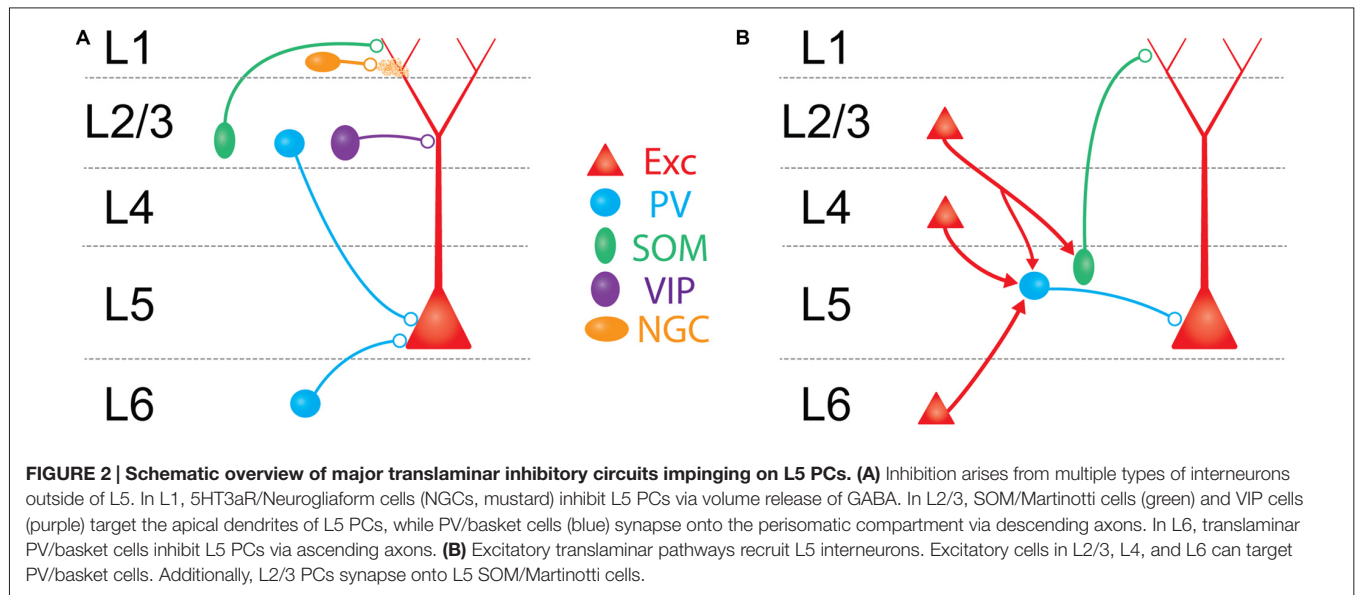 A
L1
L2/3
L4
L5
L6
Exc
PV
SOM
VIP
NGC
B
L1
L2/3
L4
L5
L6
FIGURE 2 | Schematic overview of major translaminar inhibitory circuits impinging on L5 PCs. (A) Inhibition arises from multiple types of interneurons
outside of L5. In L1, 5HT3aR/Neurogliaform cells (NGCs, mustard) inhibit L5 PCs via volume release of GABA. In L2/3, SOM/Martinotti cells (green) and VIP cells
(purple) target the apical dendrites of L5 PCs, while PV/basket cells (blue) synapse onto the perisomatic compartment via descending axons. In L6, translaminar
PV/basket cells inhibit L5 PCs via ascending axons. (B) Excitatory translaminar pathways recruit L5 interneurons. Excitatory cells in L2/3, L4, and L6 can target
PV/basket cells. Additionally, L2/3 PCs synapse onto L5 SOM/Martinotti cells.